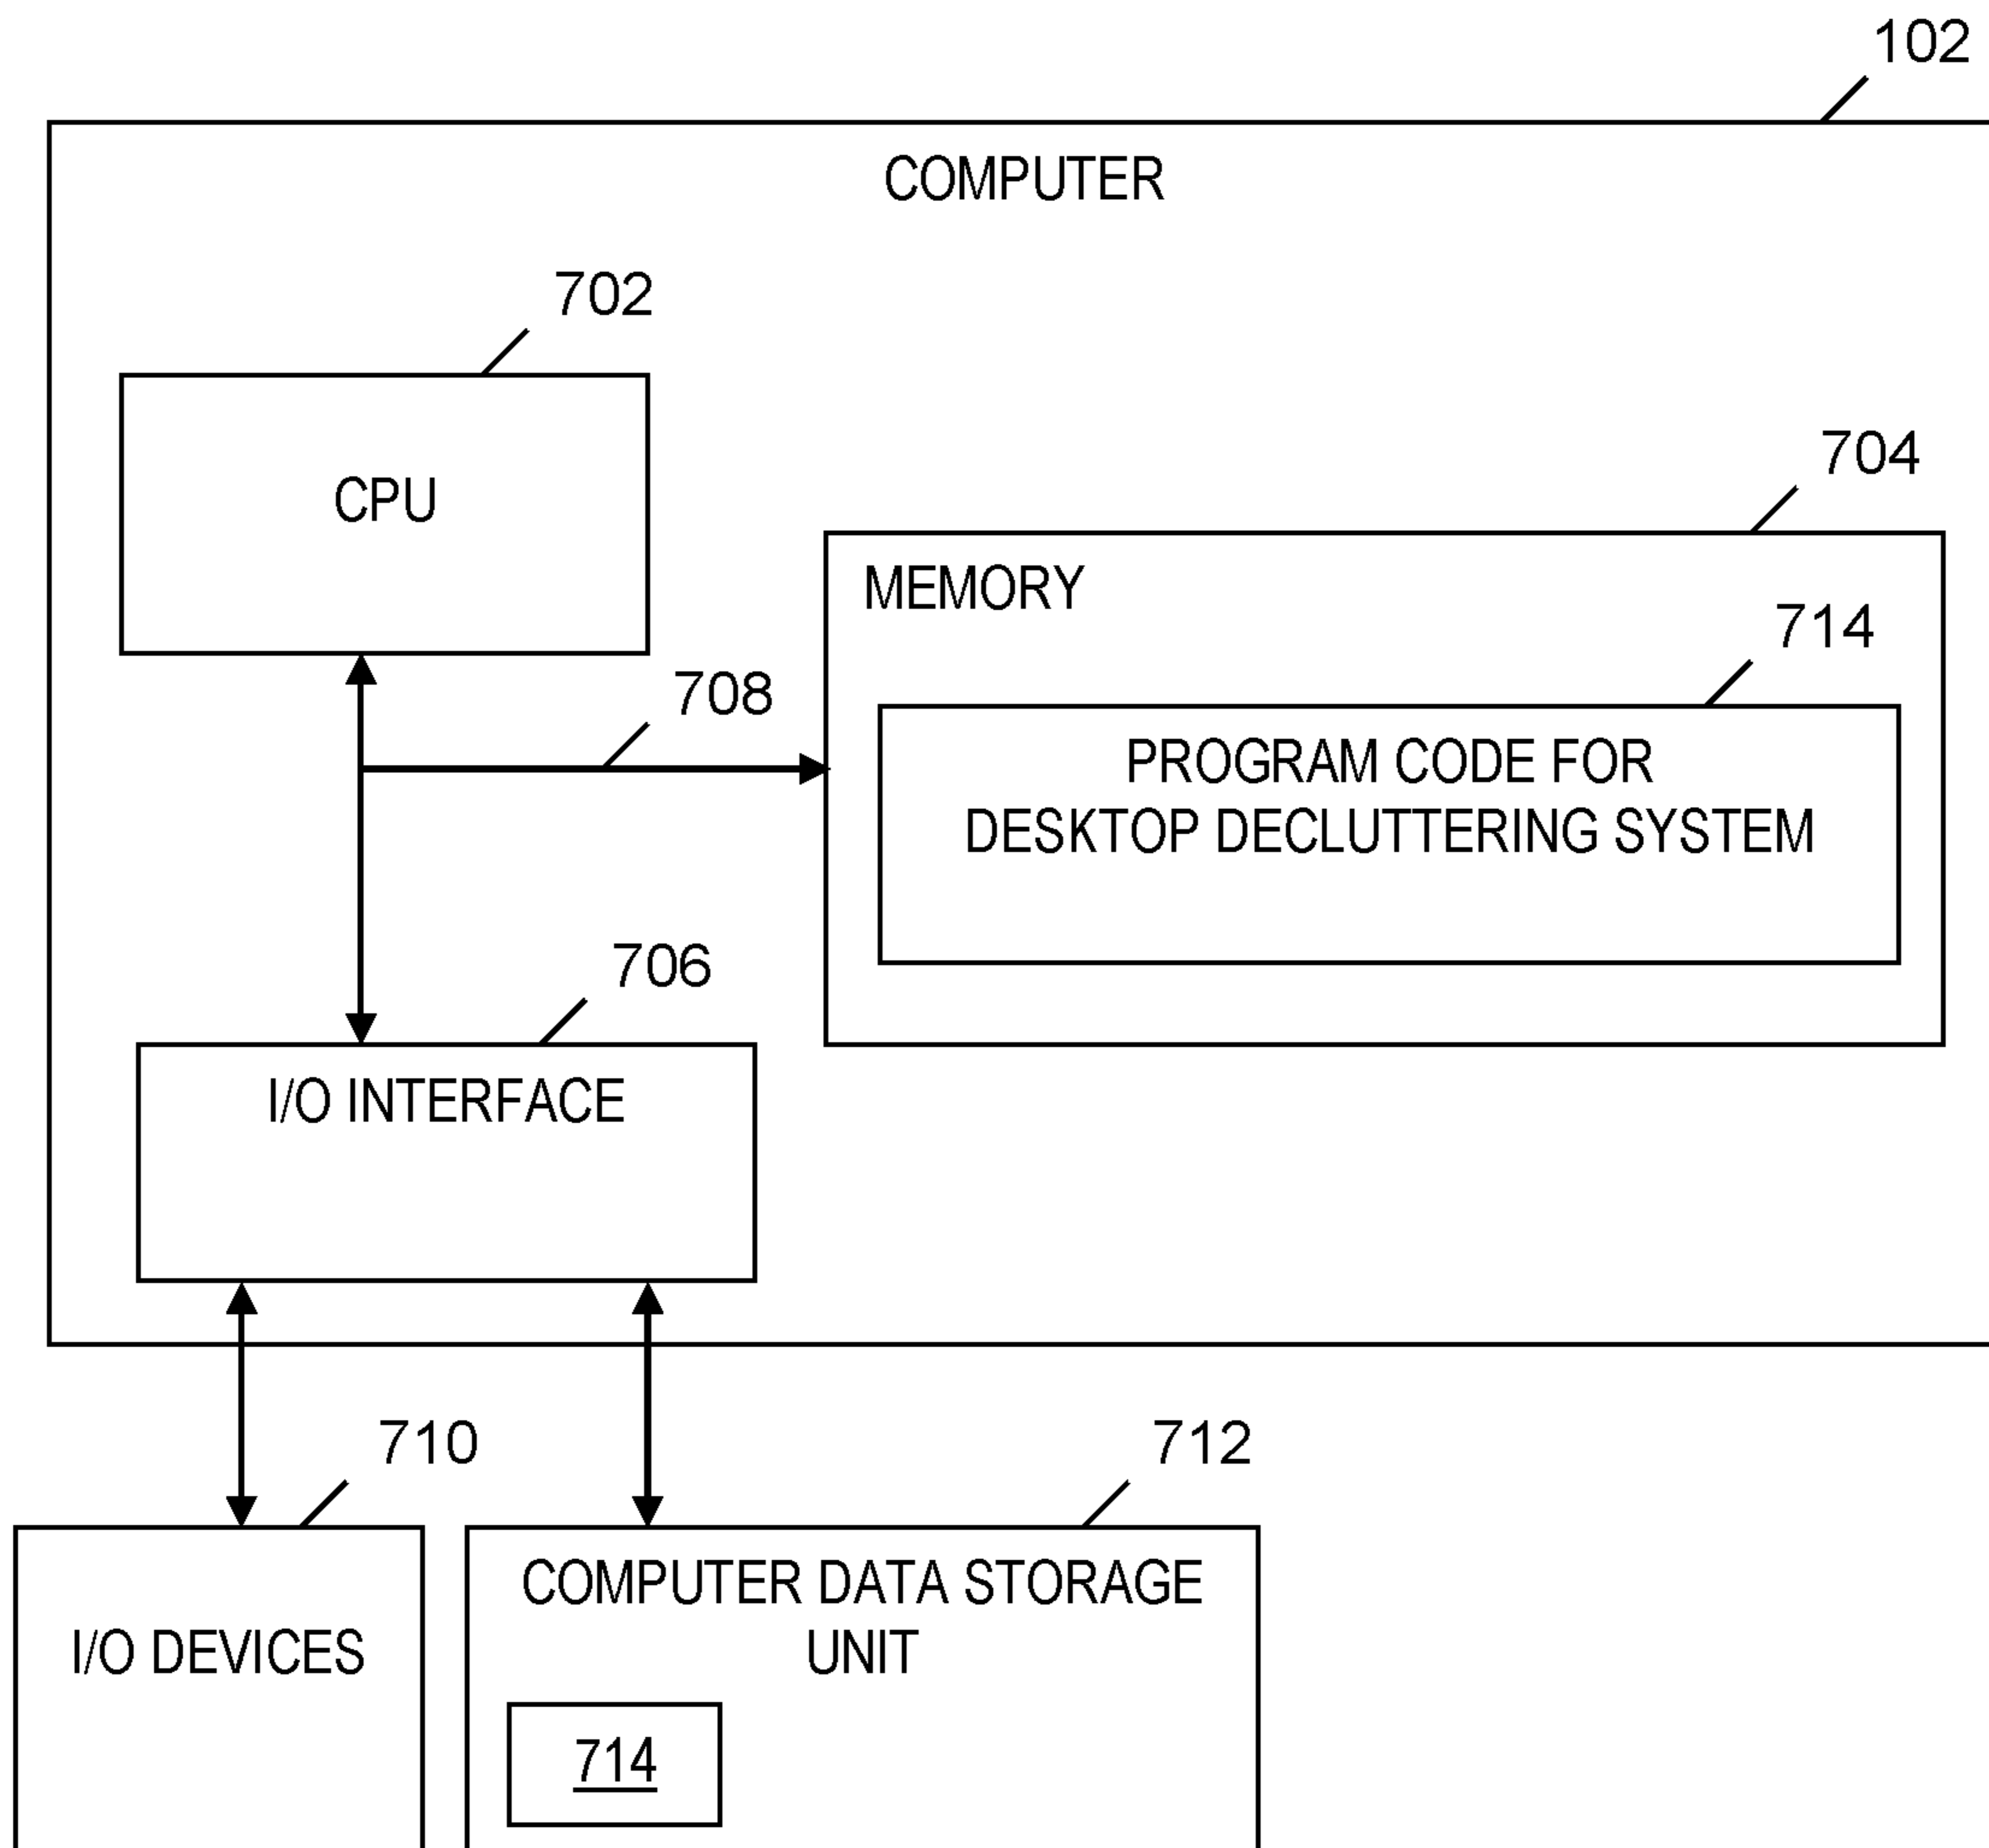 102
COMPUTER
702
CPU
704
MEMORY
714
708
PROGRAM CODE FOR
DESKTOP DECLUTTERING SYSTEM
706
I/O INTERFACE
710
712
COMPUTER DATA STORAGE
UNIT
I/O DEVICES
714